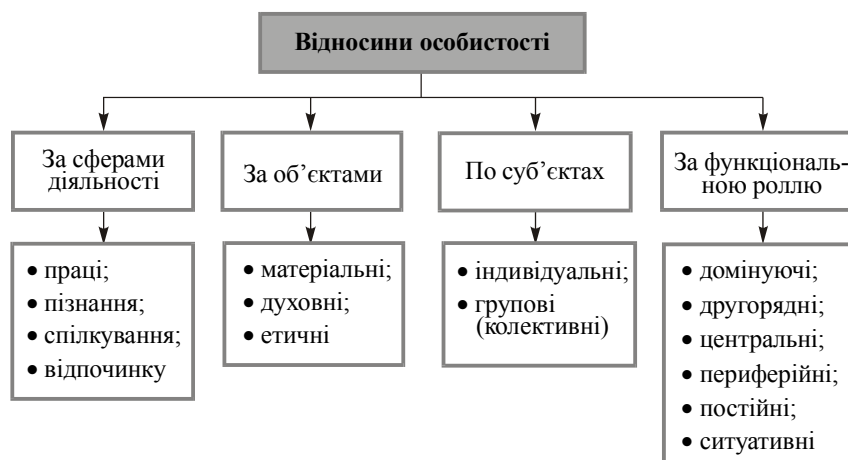 Відносини особистості
За сферами
діяльності
За об’єктами
По суб’єктах
За функціональ-
ною роллю
• праці;
• пізнання;
• спілкування;
• відпочинку
• матеріальні;
• духовні;
• етичні
• індивідуальні;
• групові
(колективні)
• домінуючі;
• другорядні;
• центральні;
• периферійні;
• постійні;
• ситуативні